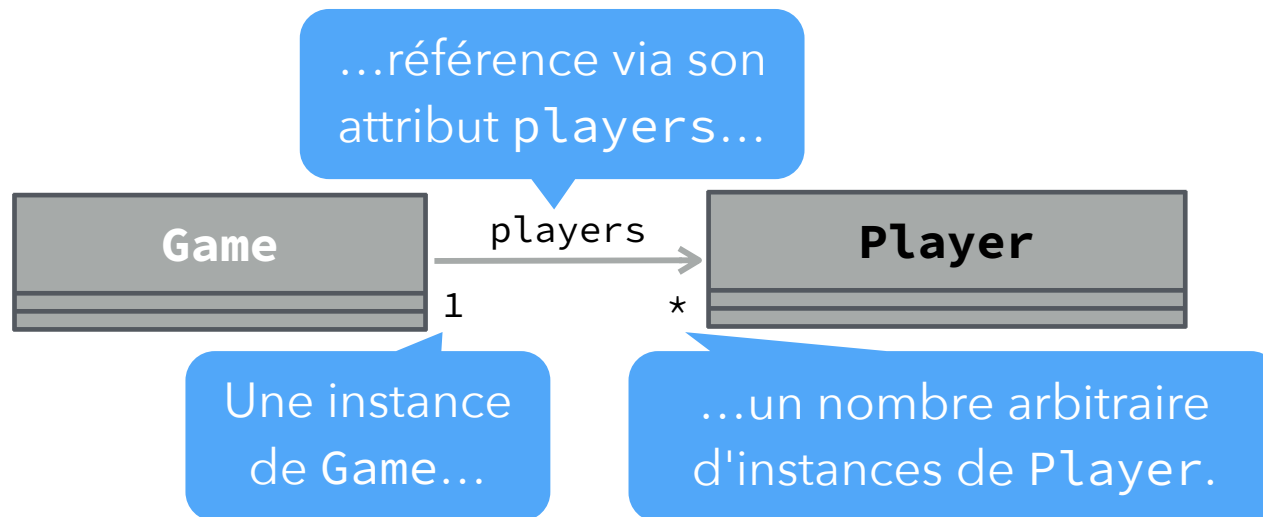 …référence via son
attribut players…
Game
players
Player
1
*
Une instance
de Game…
…un nombre arbitraire
d'instances de Player.